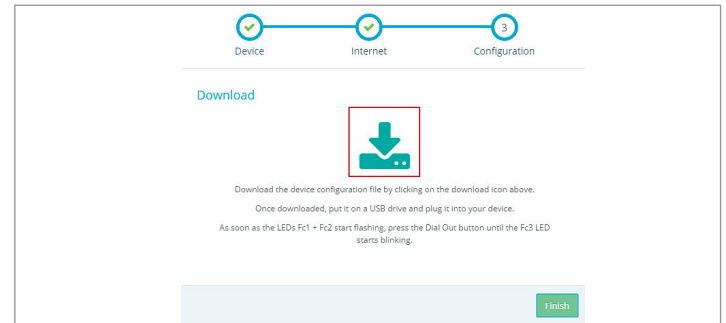 3
Device
Internet
Configuration
Download
Download the device configuration file by clicking on the download icon above.
Once downloaded, put it on a USB drive and plug it into your device.
As soon as the LEDs Fc1 + Fc2 start flashing, press the Dial Out button until the Fc3 LED
starts blinking.
Finish